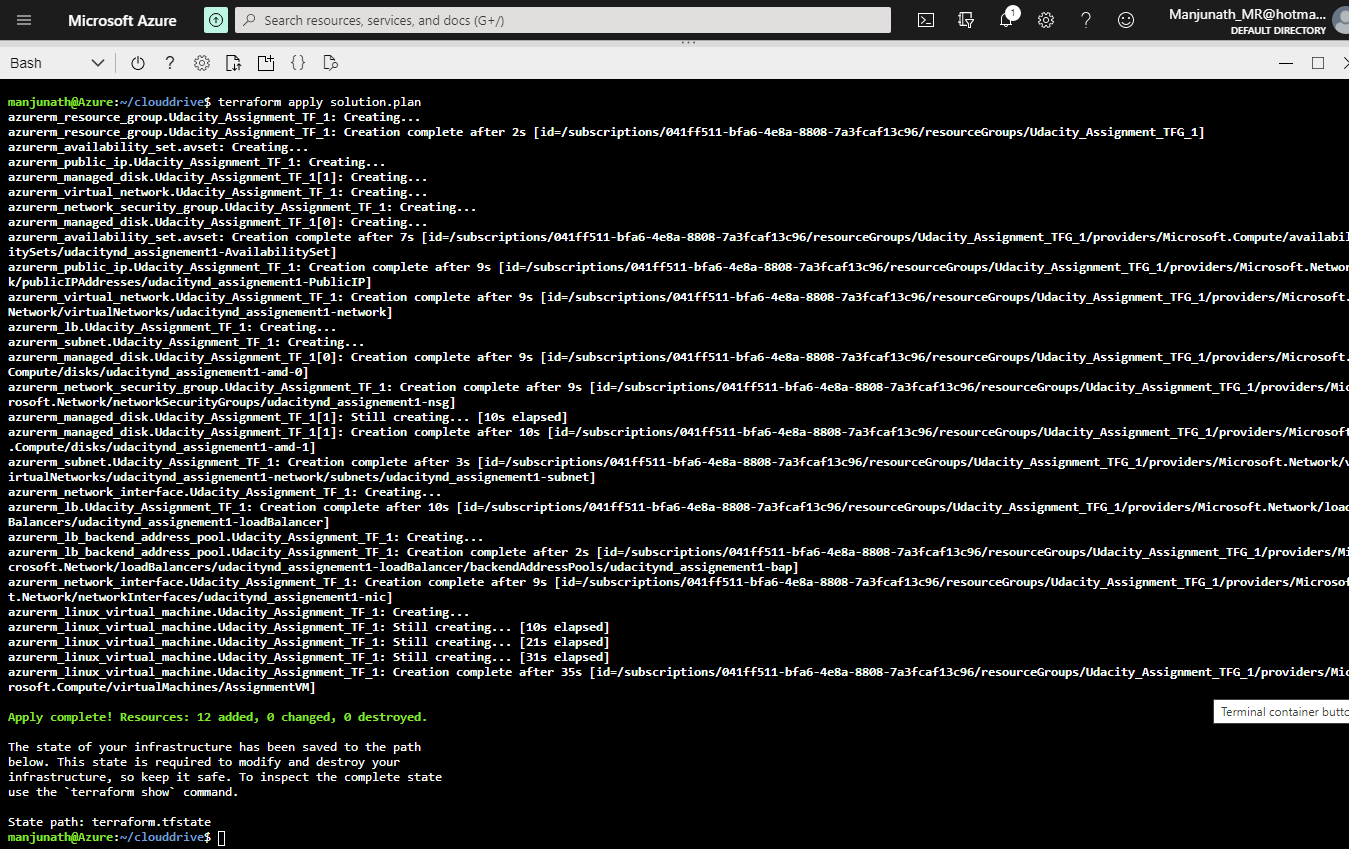 Microsoft Azure
Search resources, services, and docs (G+/)
1
Manjunath_MR@hotma...
DEFAULT DIRECTORY
Bash
manjunath@Azure:~/clouddrive$ terraform apply solution.plan
azurerm_resource_group.Udacity_Assignment_TF_1: Creating...
azurerm_resource_group.Udacity_Assignment_TF_1: Creation complete after 2s [id=/subscriptions/041ff511-bfa6-4e8a-8808-7a3fcaf13c96/resourceGroups/Udacity_Assignment_TFG_1]
azurerm_availability_set.avset: Creating...
azurerm_public_ip.Udacity_Assignment_TF_1: Creating...
azurerm_managed_disk.Udacity_Assignment_TF_1[1]: Creating...
azurerm_virtual_network.Udacity_Assignment_TF_1: Creating...
azurerm_network_security_group.Udacity_Assignment_TF_1: Creating...
azurerm_managed_disk.Udacity_Assignment_TF_1[0]: Creating...
azurerm_availability_set.avset: Creation complete after 7s [id=/subscriptions/041ff511-bfa6-4e8a-8808-7a3fcaf13c96/resourceGroups/Udacity_Assignment_TFG_1/providers/Microsoft.Compute/availabil
itySets/udacitynd_assignement1-AvailabilitySet]
azurerm_public_ip.Udacity_Assignment_TF_1: Creation complete after 9s [id=/subscriptions/041ff511-bfa6-4e8a-8808-7a3fcaf13c96/resourceGroups/Udacity_Assignment_TFG_1/providers/Microsoft.Networ
k/publicIPAddresses/udacitynd_assignement1-PublicIP]
azurerm_virtual_network.Udacity_Assignment_TF_1: Creation complete after 9s [id=/subscriptions/041ff511-bfa6-4e8a-8808-7a3fcaf13c96/resourceGroups/Udacity_Assignment_TFG_1/providers/Microsoft.
Network/virtualNetworks/udacitynd_assignement1-network]
azurerm_lb.Udacity_Assignment_TF_1: Creating...
azurerm_subnet.Udacity_Assignment_TF_1: Creating...
azurerm_managed_disk.Udacity_Assignment_TF_1[0]: Creation complete after 9s [id=/subscriptions/041ff511-bfa6-4e8a-8808-7a3fcaf13c96/resourceGroups/Udacity_Assignment_TFG_1/providers/Microsoft.
Compute/disks/udacitynd_assignement1-amd-0]
azurerm_network_security_group.Udacity_Assignment_TF_1: Creation complete after 9s [id=/subscriptions/041ff511-bfa6-4e8a-8808-7a3fcaf13c96/resourceGroups/Udacity_Assignment_TFG_1/providers/Mic
rosoft.Network/networkSecurityGroups/udacitynd_assignement1-nsg]
azurerm_managed_disk.Udacity_Assignment_TF_1[1]: Still creating... [10s elapsed]
azurerm_managed_disk.Udacity_Assignment_TF_1[1]: Creation complete after 10s [id=/subscriptions/041ff511-bfa6-4e8a-8808-7a3fcaf13c96/resourceGroups/Udacity_Assignment_TFG_1/providers/Microsoft
.Compute/disks/udacitynd_assignement1-amd-1]
azurerm_subnet.Udacity_Assignment_TF_1: Creation complete after 3s [id=/subscriptions/041ff511-bfa6-4e8a-8808-7a3fcaf13c96/resourceGroups/Udacity_Assignment_TFG_1/providers/Microsoft.Network/v
irtualNetworks/udacitynd_assignement1-network/subnets/udacitynd_assignement1-subnet]
azurerm_network_interface.Udacity_Assignment_TF_1: Creating...
azurerm_lb.Udacity_Assignment_TF_1: Creation complete after 10s [id=/subscriptions/041ff511-bfa6-4e8a-8808-7a3fcaf13c96/resourceGroups/Udacity_Assignment_TFG_1/providers/Microsoft.Network/load
Balancers/udacitynd_assignement1-loadBalancer]
azurerm_lb_backend_address_pool.Udacity_Assignment_TF_1: Creating...
azurerm_lb_backend_address_pool.Udacity_Assignment_TF_1: Creation complete after 2s [id=/subscriptions/041ff511-bfa6-4e8a-8808-7a3fcaf13c96/resourceGroups/Udacity_Assignment_TFG_1/providers/Mi
crosoft.Network/loadBalancers/udacitynd_assignement1-loadBalancer/backendAddressPools/udacitynd_assignement1-bap]
azurerm_network_interface.Udacity_Assignment_TF_1: Creation complete after 9s [id=/subscriptions/041ff511-bfa6-4e8a-8808-7a3fcaf13c96/resourceGroups/Udacity_Assignment_TFG_1/providers/Microsof
t.Network/networkInterfaces/udacitynd_assignement1-nic]
azurerm_linux_virtual_machine.Udacity_Assignment_TF_1: Creating...
azurerm_linux_virtual_machine.Udacity_Assignment_TF_1: Still creating... [10s elapsed]
azurerm_linux_virtual_machine.Udacity_Assignment_TF_1: Still creating... [21s elapsed]
azurerm_linux_virtual_machine.Udacity_Assignment_TF_1: Still creating... [31s elapsed]
azurerm_linux_virtual_machine.Udacity_Assignment_TF_1: Creation complete after 35s [id=/subscriptions/041ff511-bfa6-4e8a-8808-7a3fcaf13c96/resourceGroups/Udacity_Assignment_TFG_1/providers/Mic
rosoft.Compute/virtualMachines/AssignmentVM]
Apply complete! Resources: 12 added, 0 changed, 0 destroyed.
Terminal container butto
The state of your infrastructure has been saved to the path
below. This state is required to modify and destroy your
infrastructure, so keep it safe. To inspect the complete state
use the `terraform show` command.
State path: terraform.tfstate
manjunath@Azure:~/clouddrive$